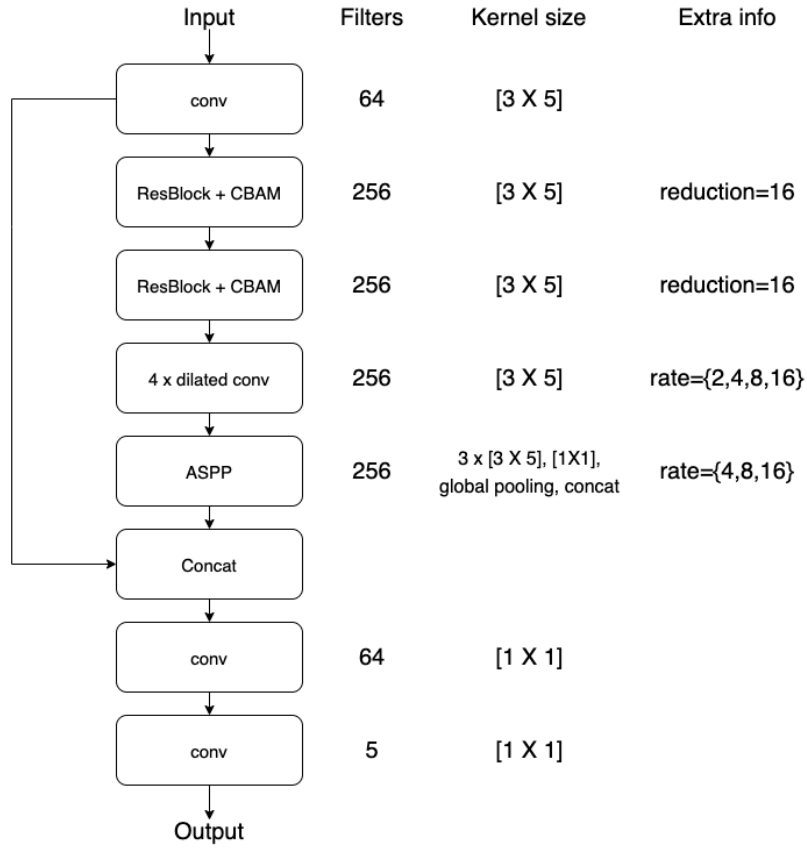 Input Filters Kernel size Extra info
conv 64 [3 X 5]
ResBlock + CBAM 256 [3 X 5] reduction=16
ResBlock + CBAM 256 [3 X 5] reduction=16
4 x dilated conv 256 [3 X 5] rate={2,4,8,16}
ASPP 256 3 x [3 X 5], [1X1], rate={4,8,16}
global pooling, concat
Concat
conv 64 [1 X 1]
conv 5 [1 X 1]
Output